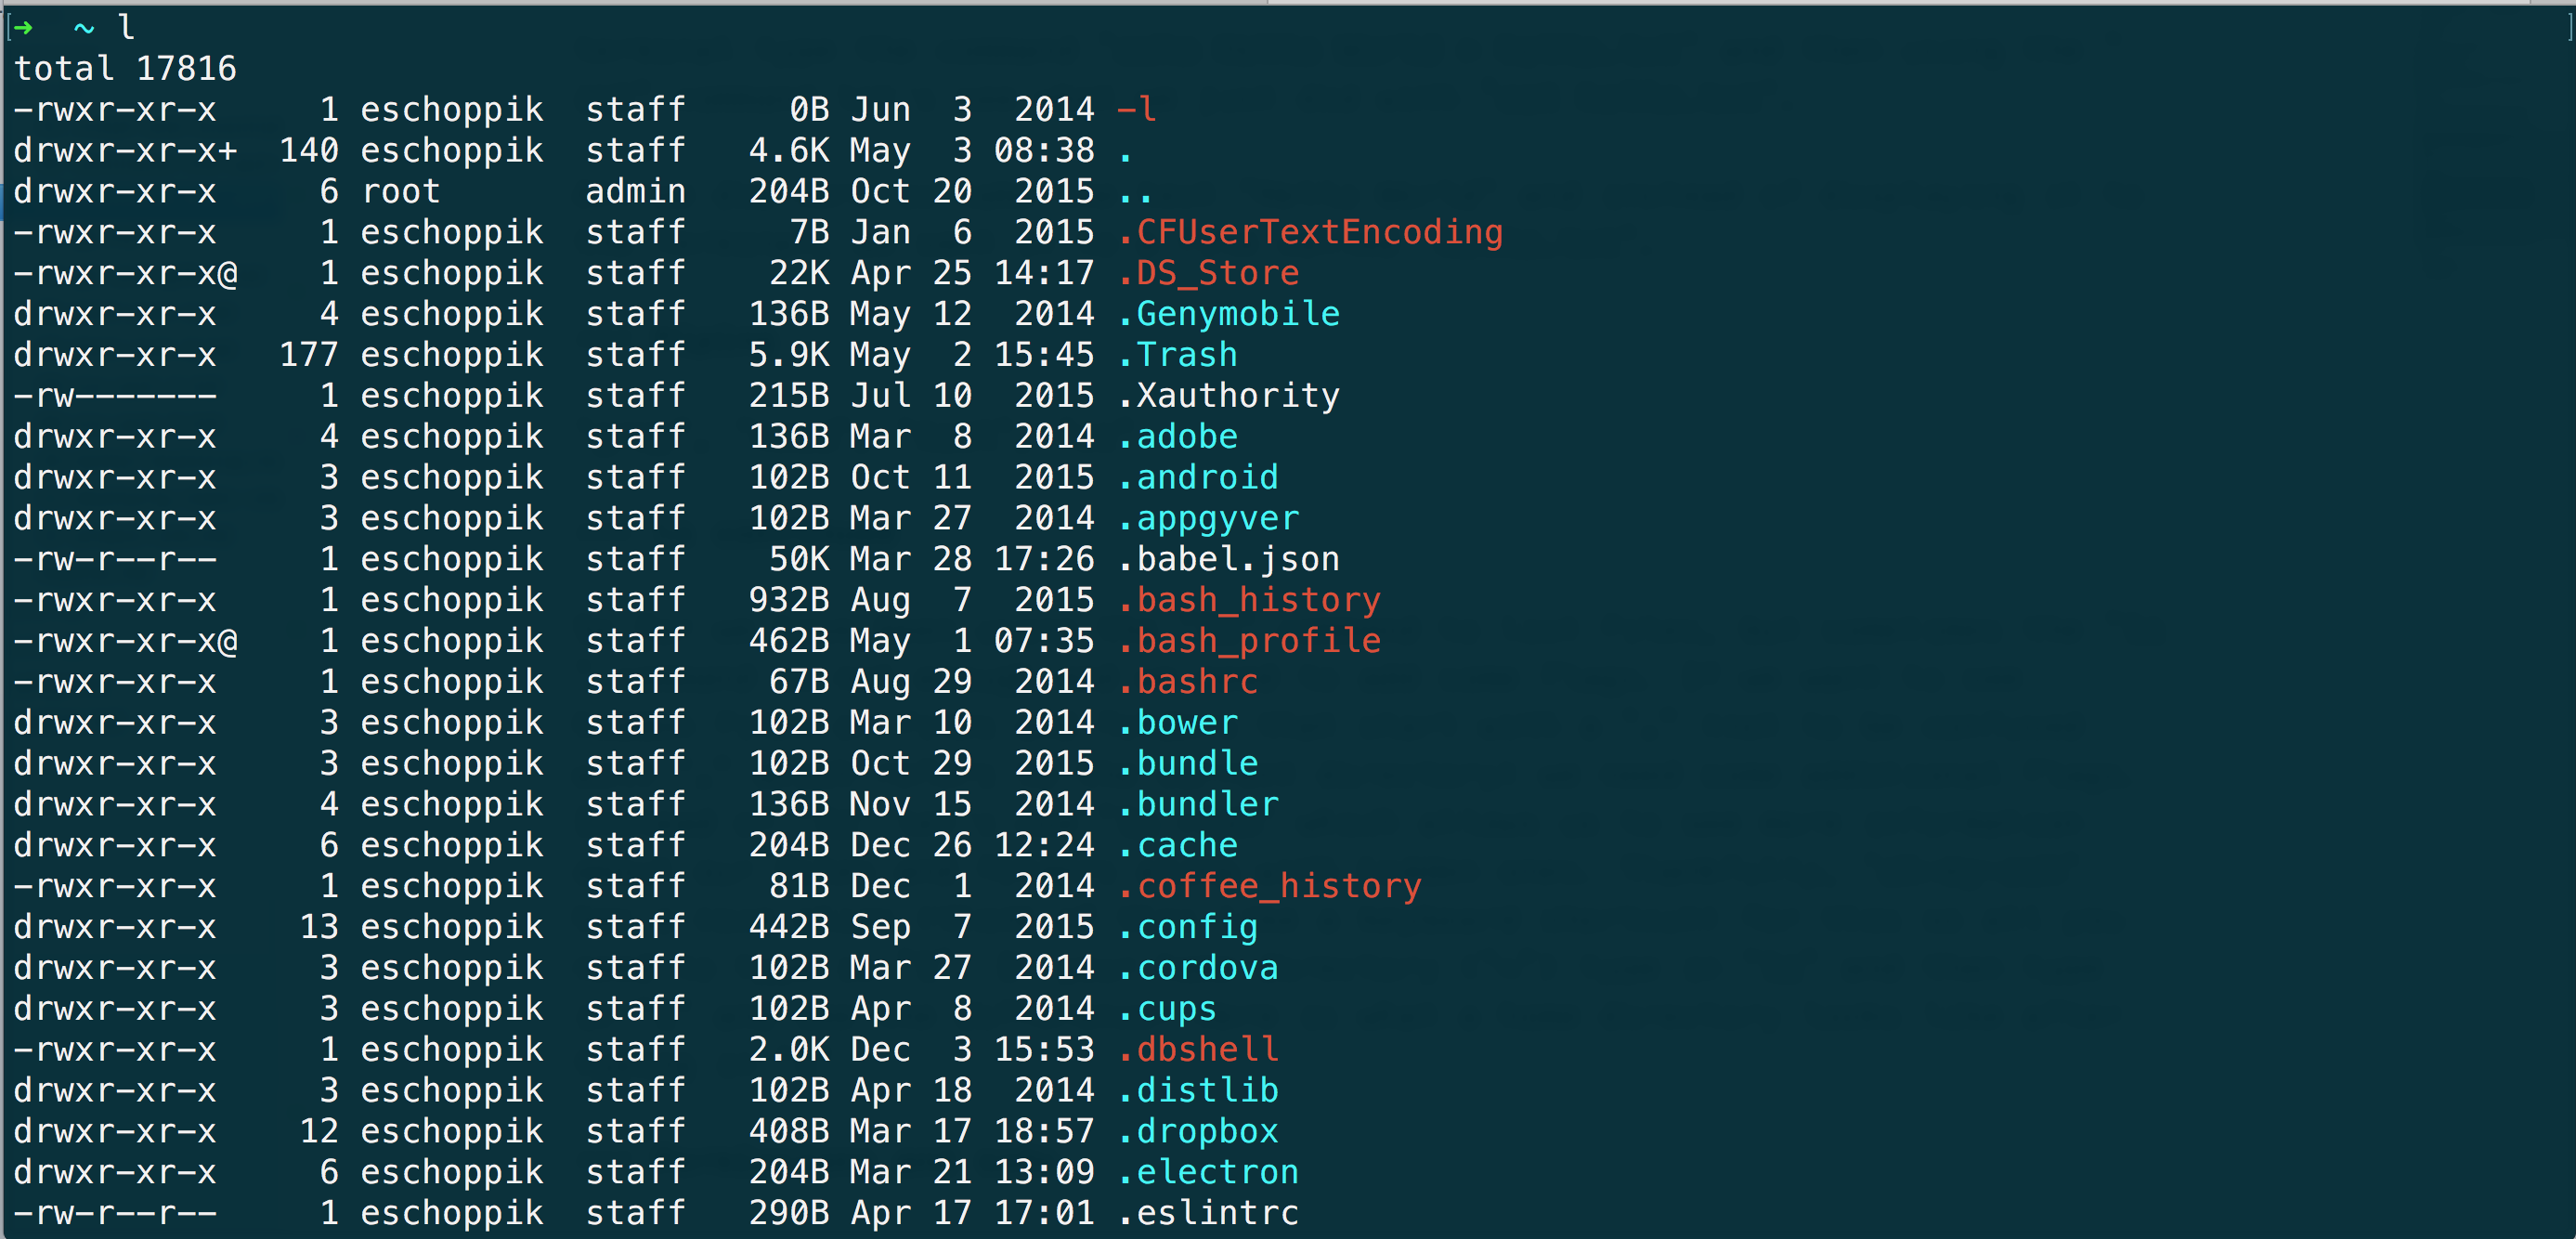 [➜  ~ l ]
total 17816
-rwxr-xr-x     1 eschoppik  staff     0B Jun  3  2014 -l
drwxr-xr-x+  140 eschoppik  staff   4.6K May  3 08:38 .
drwxr-xr-x     6 root       admin   204B Oct 20  2015 ..
-rwxr-xr-x     1 eschoppik  staff     7B Jan  6  2015 .CFUserTextEncoding
-rwxr-xr-x@    1 eschoppik  staff    22K Apr 25 14:17 .DS_Store
drwxr-xr-x     4 eschoppik  staff   136B May 12  2014 .Genymobile
drwxr-xr-x   177 eschoppik  staff   5.9K May  2 15:45 .Trash
-rw-------     1 eschoppik  staff   215B Jul 10  2015 .Xauthority
drwxr-xr-x     4 eschoppik  staff   136B Mar  8  2014 .adobe
drwxr-xr-x     3 eschoppik  staff   102B Oct 11  2015 .android
drwxr-xr-x     3 eschoppik  staff   102B Mar 27  2014 .appgyver
-rw-r--r--     1 eschoppik  staff    50K Mar 28 17:26 .babel.json
-rwxr-xr-x     1 eschoppik  staff   932B Aug  7  2015 .bash_history
-rwxr-xr-x@    1 eschoppik  staff   462B May  1 07:35 .bash_profile
-rwxr-xr-x     1 eschoppik  staff    67B Aug 29  2014 .bashrc
drwxr-xr-x     3 eschoppik  staff   102B Mar 10  2014 .bower
drwxr-xr-x     3 eschoppik  staff   102B Oct 29  2015 .bundle
drwxr-xr-x     4 eschoppik  staff   136B Nov 15  2014 .bundler
drwxr-xr-x     6 eschoppik  staff   204B Dec 26 12:24 .cache
-rwxr-xr-x     1 eschoppik  staff    81B Dec  1  2014 .coffee_history
drwxr-xr-x    13 eschoppik  staff   442B Sep  7  2015 .config
drwxr-xr-x     3 eschoppik  staff   102B Mar 27  2014 .cordova
drwxr-xr-x     3 eschoppik  staff   102B Apr  8  2014 .cups
-rwxr-xr-x     1 eschoppik  staff   2.0K Dec  3 15:53 .dbshell
drwxr-xr-x     3 eschoppik  staff   102B Apr 18  2014 .distlib
drwxr-xr-x    12 eschoppik  staff   408B Mar 17 18:57 .dropbox
drwxr-xr-x     6 eschoppik  staff   204B Mar 21 13:09 .electron
-rw-r--r--     1 eschoppik  staff   290B Apr 17 17:01 .eslintrc